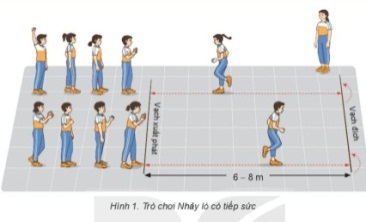 Vạch xuất phát
Vạch đích
6 – 8 m
Hình 1. Trò chơi Nhảy lò cò tiếp sức